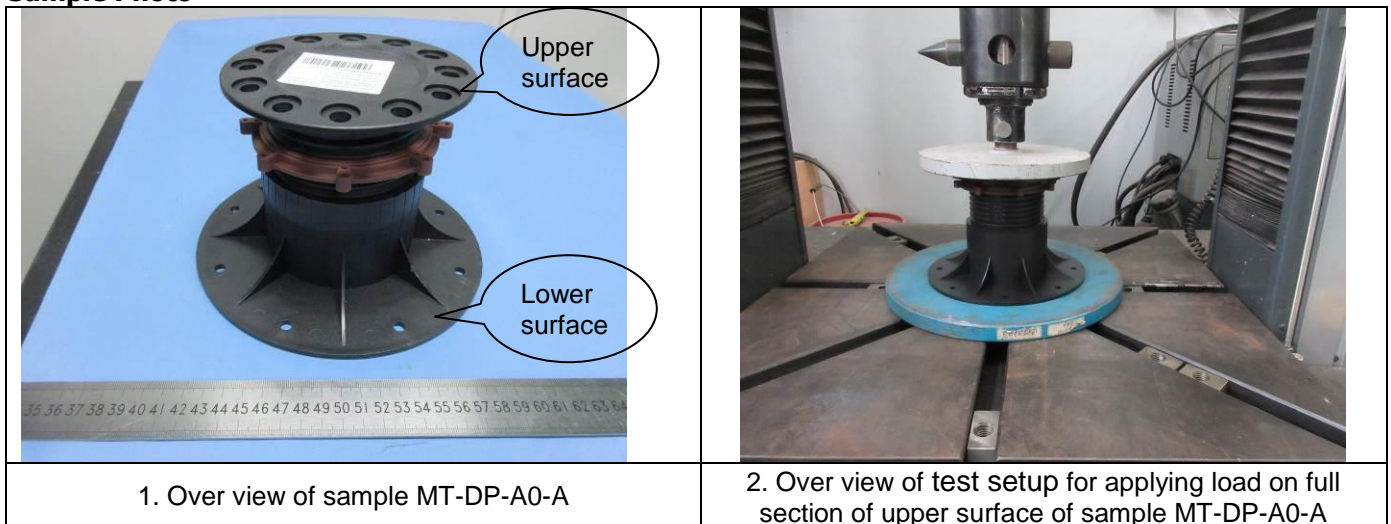 Sample Photo
Upper
surface
Lower
surface
35 36 37 38 39 40 41 42 43 44 45 46 47 48 49 50 51 52 53 54 55 56 57 58 59 60 61 62 63 64
1. Over view of sample MT-DP-A0-A
2. Over view of test setup for applying load on full
section of upper surface of sample MT-DP-A0-A